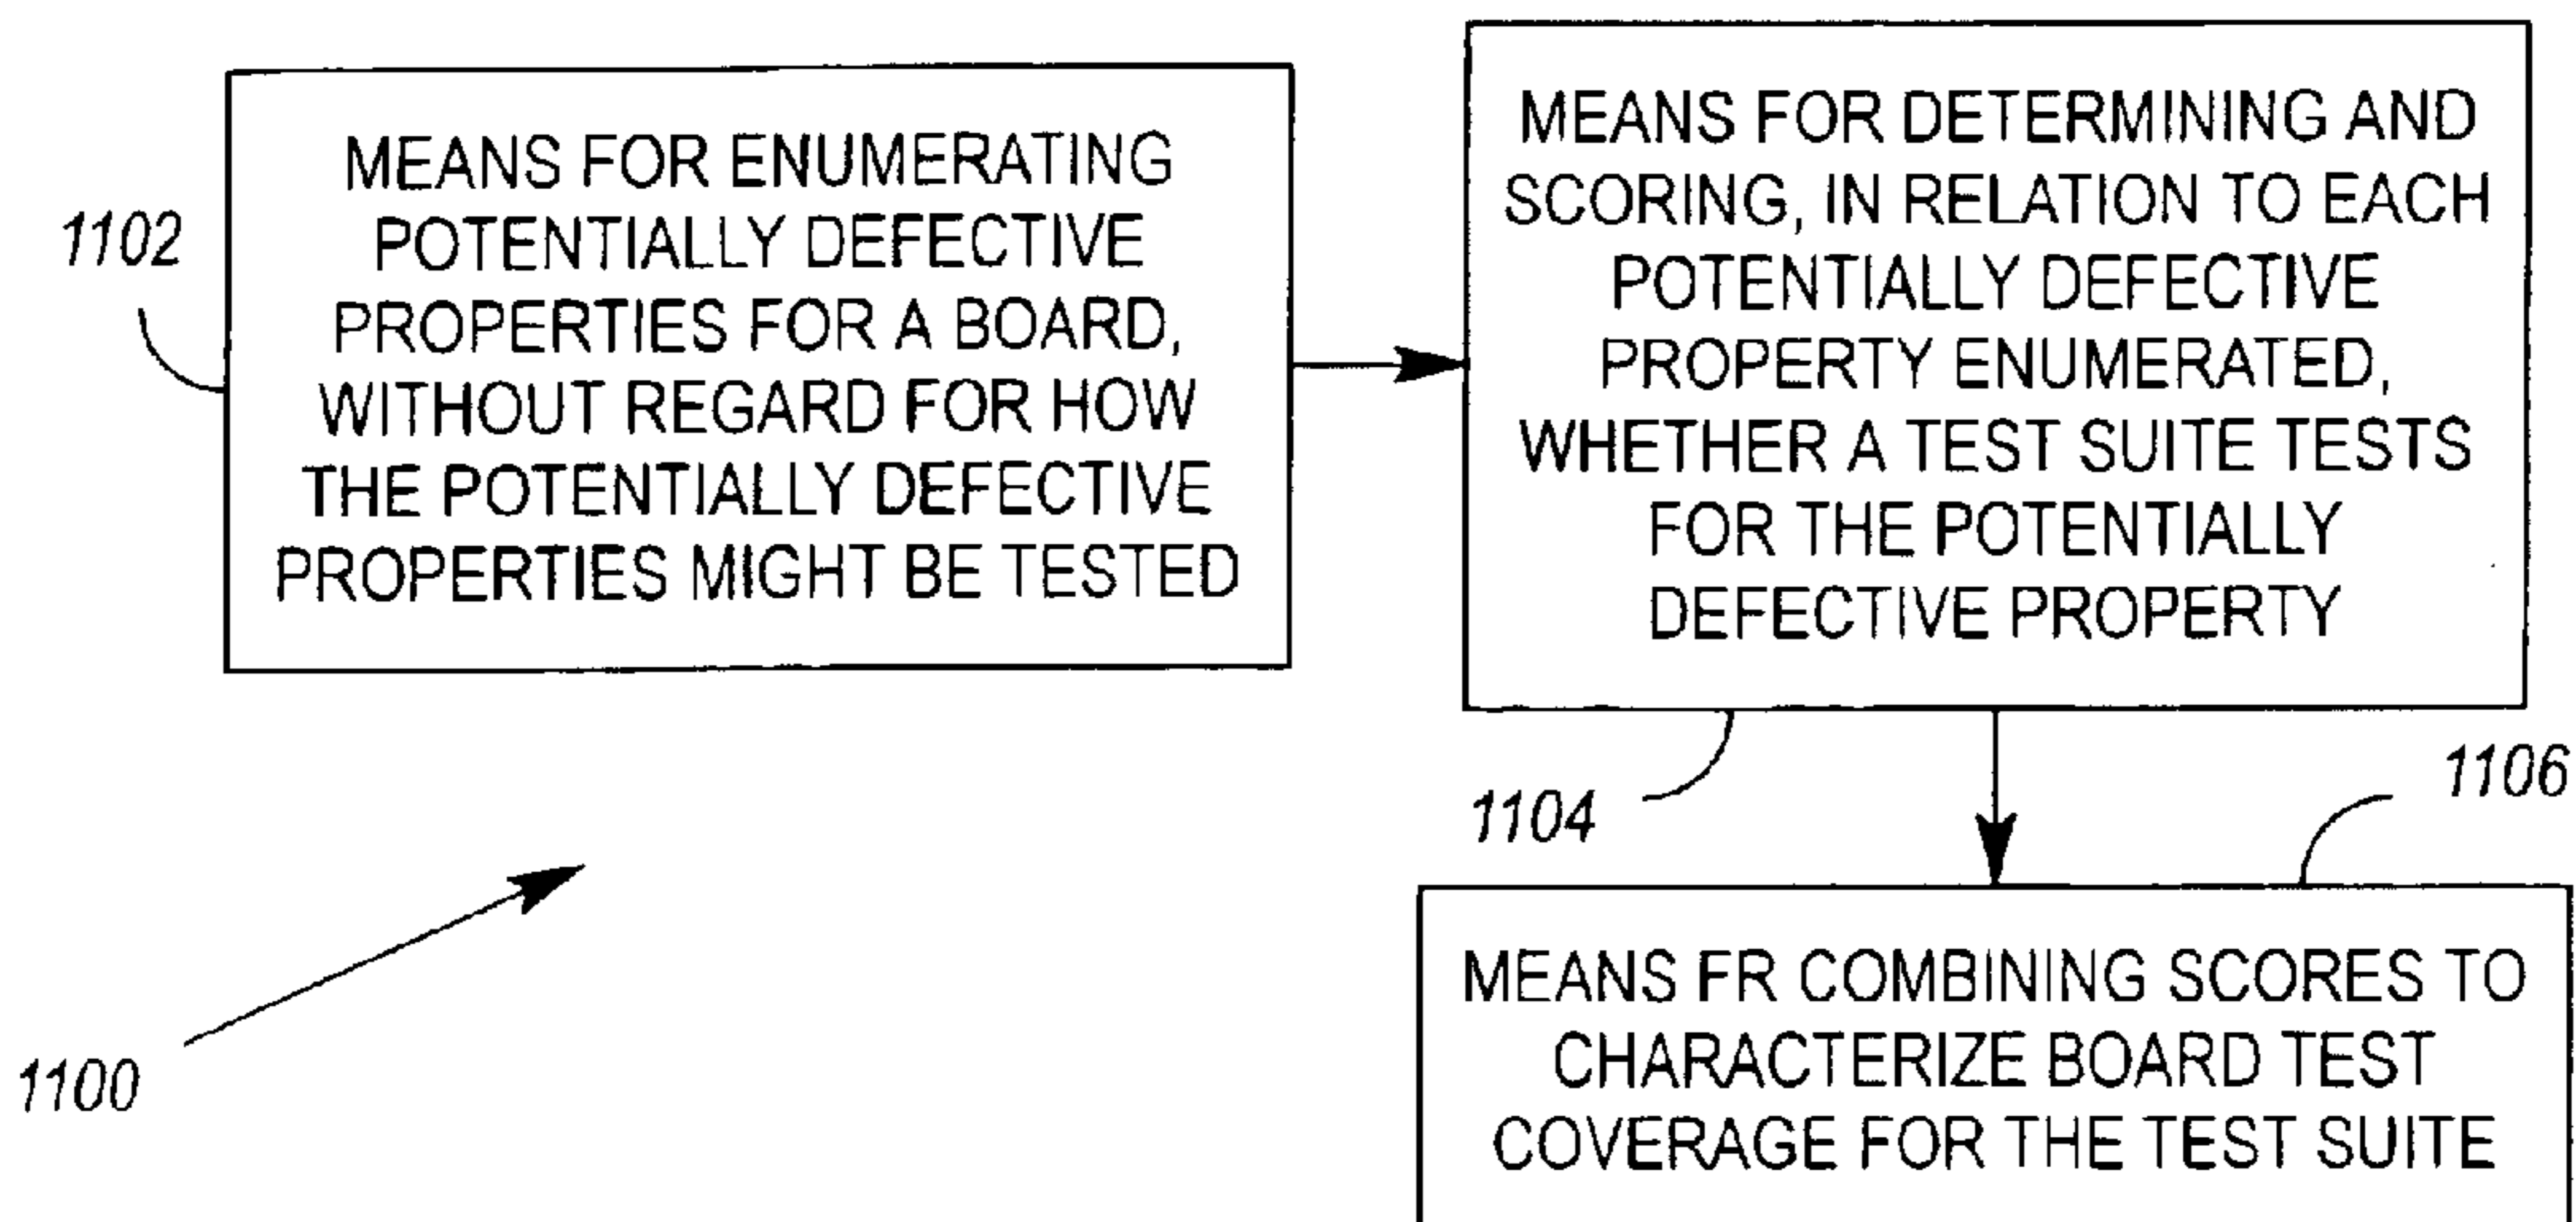 MEANS FOR ENUMERATING
POTENTIALLY DEFECTIVE
PROPERTIES FOR A BOARD,
WITHOUT REGARD FOR HOW
THE POTENTIALLY DEFECTIVE
PROPERTIES MIGHT BE TESTED
1102
MEANS FOR DETERMINING AND
SCORING, IN RELATION TO EACH
POTENTIALLY DEFECTIVE
PROPERTY ENUMERATED,
WHETHER A TEST SUITE TESTS
FOR THE POTENTIALLY
DEFECTIVE PROPERTY
1104
1106
MEANS FR COMBINING SCORES TO
CHARACTERIZE BOARD TEST
COVERAGE FOR THE TEST SUITE
1100